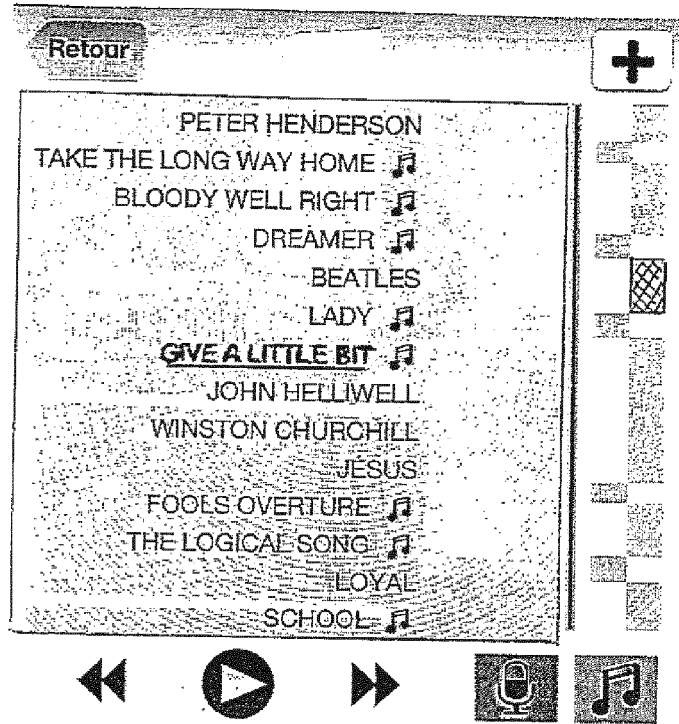 Retour
PETER HENDERSON
TAKE THE LONG WAY HOME
BLOODY WELL RIGHT
DREAMER
BEATLES
LADY
GIVE A LITTLE BIT
JOHN HELLIWELL
WINSTON CHURCHILL
JESUS
FOOLS OVERTURE
THE LOGICAL SONG
LOYAL
SCHOOL